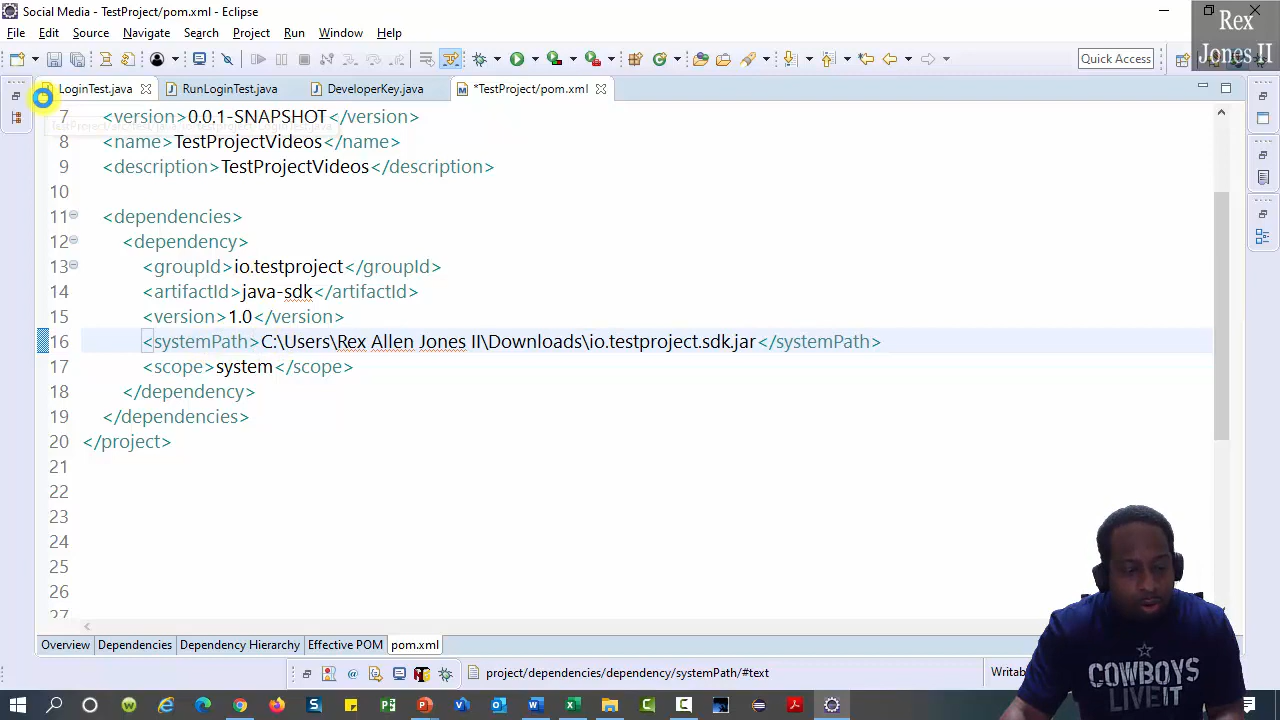 Social Media - TestProject/pom.xml - Eclipse
File Edit Source Navigate Search Project Run Window Help
Rex
Jones II
Quick Access
LoginTest.java RunLoginTest.java DeveloperKey.java *TestProject/pom.xml
7 <version>0.0.1-SNAPSHOT</version>
8 <name>TestProjectVideos</name>
9 <description>TestProjectVideos</description>
10
11 <dependencies>
12 <dependency>
13 <groupId>io.testproject</groupId>
14 <artifactId>java-sdk</artifactId>
15 <version>1.0</version>
16 <systemPath>C:\Users\Rex Allen Jones II\Downloads\io.testproject.sdk.jar</systemPath>
17 <scope>system</scope>
18 </dependency>
19 </dependencies>
20 </project>
21
22
23
24
25
26
27
Overview Dependencies Dependency Hierarchy Effective POM pom.xml
project/dependencies/dependency/systemPath/#text
Writab
COWBOYS
LIVE IT